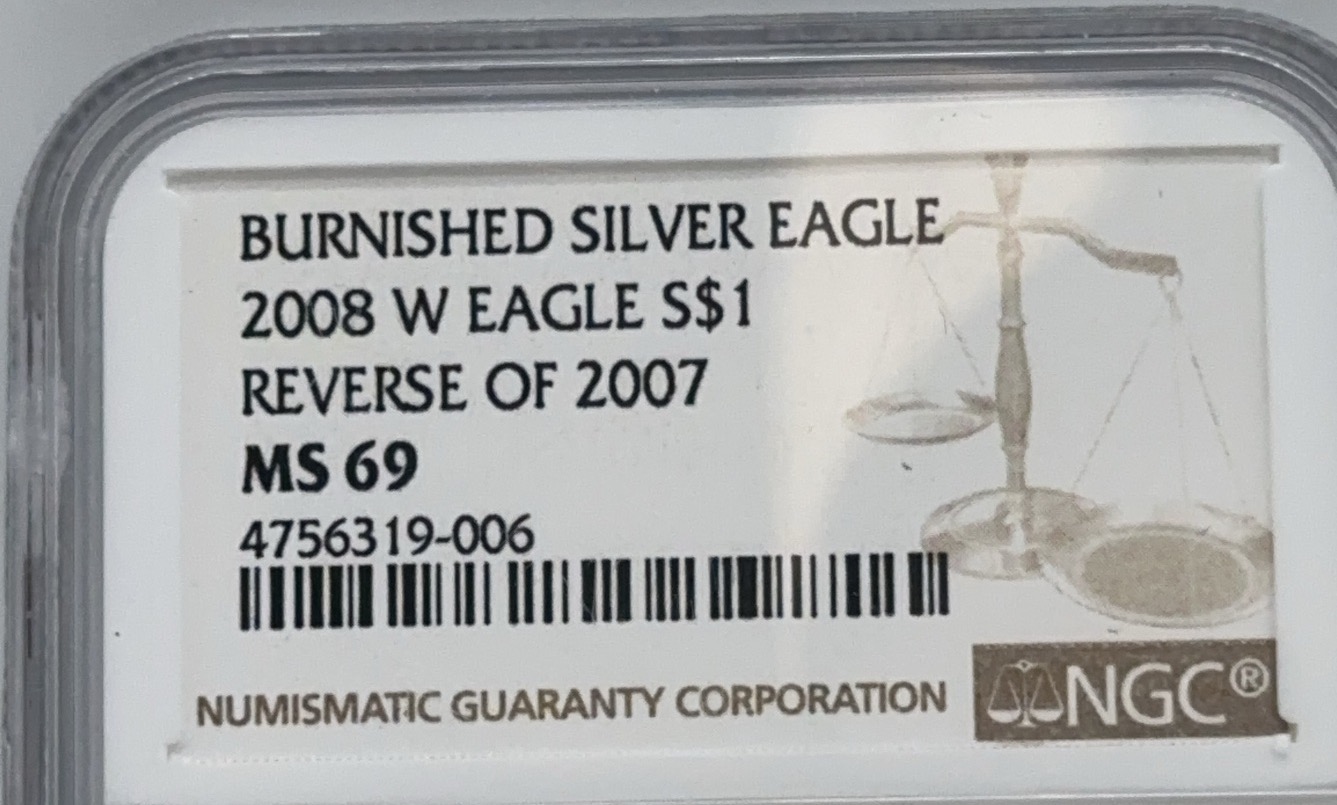 BURNISHED SILVER EAGLE
2008 W EAGLE S$1
REVERSE OF 2007
MS 69
4756319-006
NUMISMATIC GUARANTY CORPORATION
NGC®